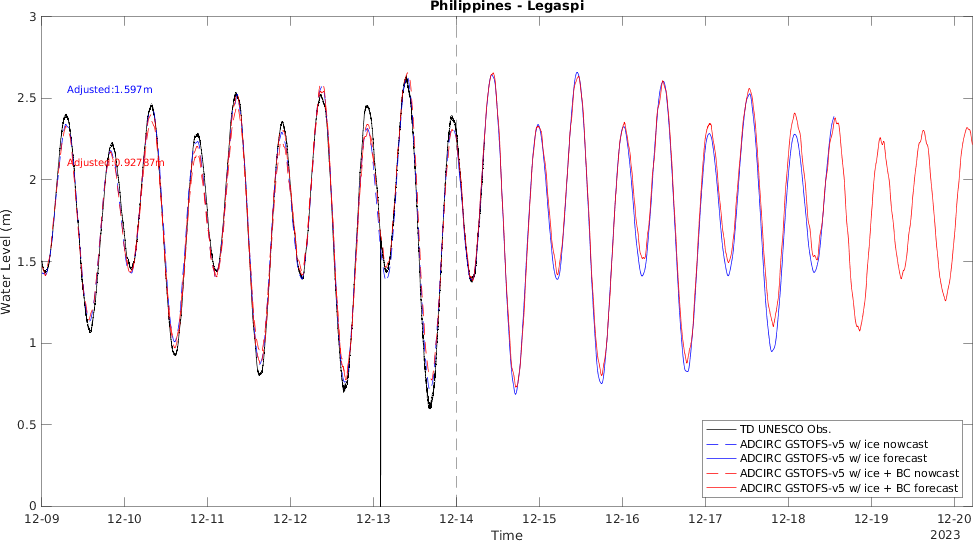 Philippines - Legaspi
Water Level (m)
3
2.5
2
1.5
1
0.5
0
Adjusted:1.597m
Adjusted:0.92787m
TD UNESCO Obs.
ADCIRC GSTOFS-v5 w/ ice nowcast
ADCIRC GSTOFS-v5 w/ ice forecast
ADCIRC GSTOFS-v5 w/ ice + BC nowcast
ADCIRC GSTOFS-v5 w/ ice + BC forecast
12-09 12-10 12-11 12-12 12-13 12-14 12-15 12-16 12-17 12-18 12-19 12-20
Time
2023